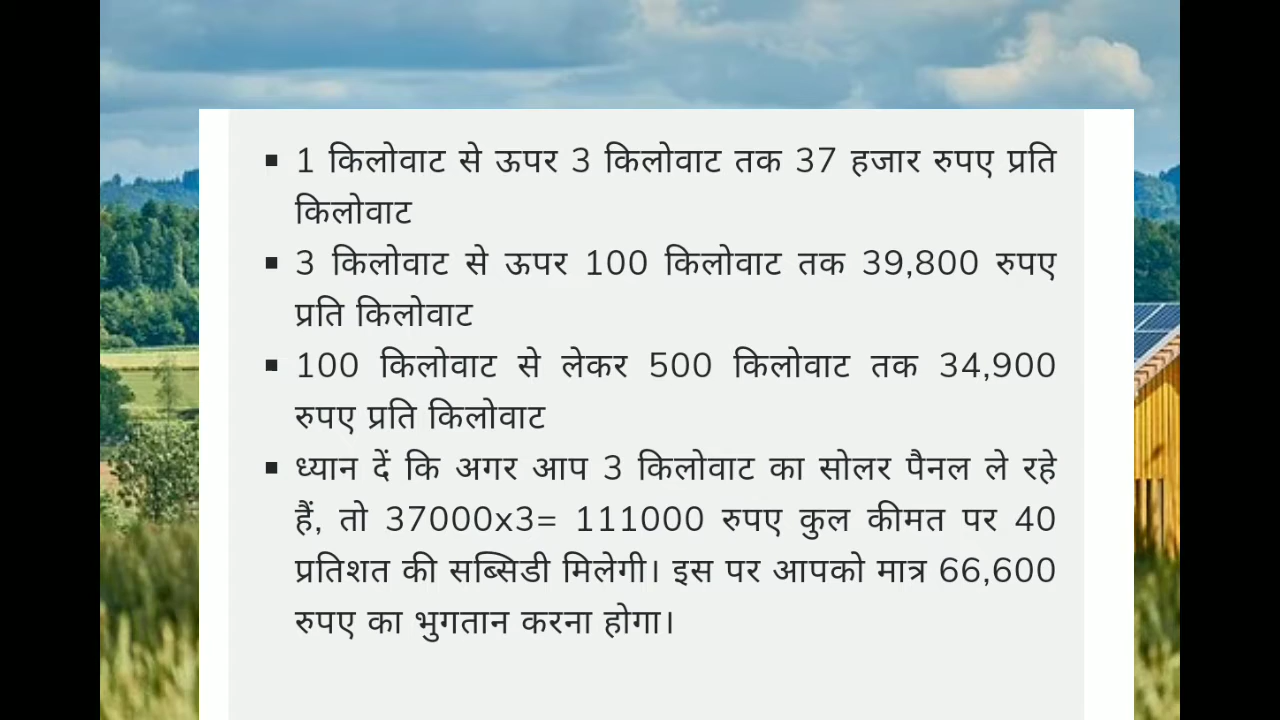 ▪ 1 किलोवाट से ऊपर 3 किलोवाट तक 37 हजार रुपए प्रति
किलोवाट
▪ 3 किलोवाट से ऊपर 100 किलोवाट तक 39,800 रुपए
प्रति किलोवाट
▪ 100 किलोवाट से लेकर 500 किलोवाट तक 34,900
रुपए प्रति किलोवाट
▪ ध्यान दें कि अगर आप 3 किलोवाट का सोलर पैनल ले रहे
हैं, तो 37000x3= 111000 रुपए कुल कीमत पर 40
प्रतिशत की सब्सिडी मिलेगी। इस पर आपको मात्र 66,600
रुपए का भुगतान करना होगा।